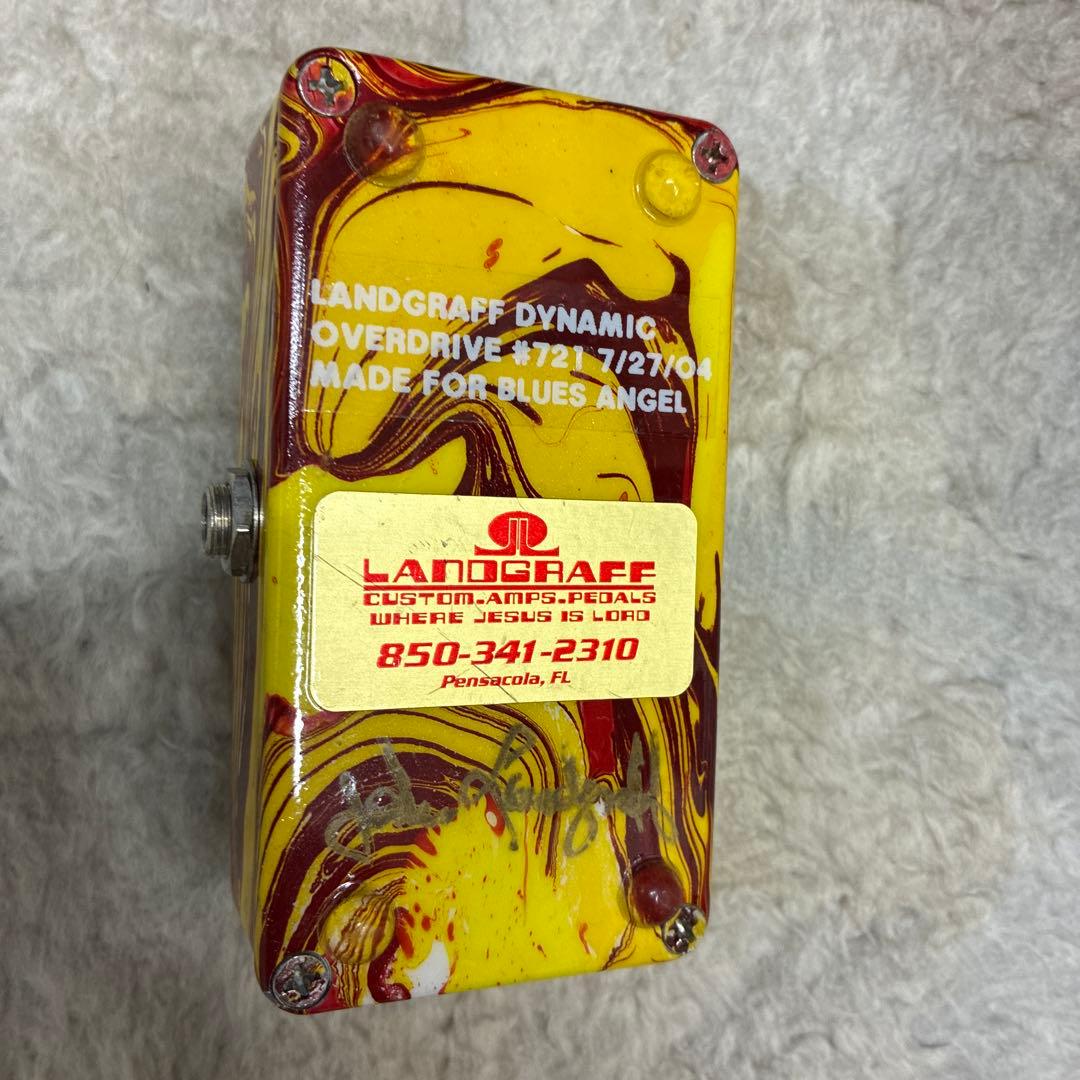 LANDGRAFF DYNAMIC
OVERDRIVE #721 7/27/04
MADE FOR BLUES ANGEL
LANDGRAFF
CUSTOM-AMPS-PEDALS
WHERE JESUS IS LORD
850-341-2310
Pensacola, FL